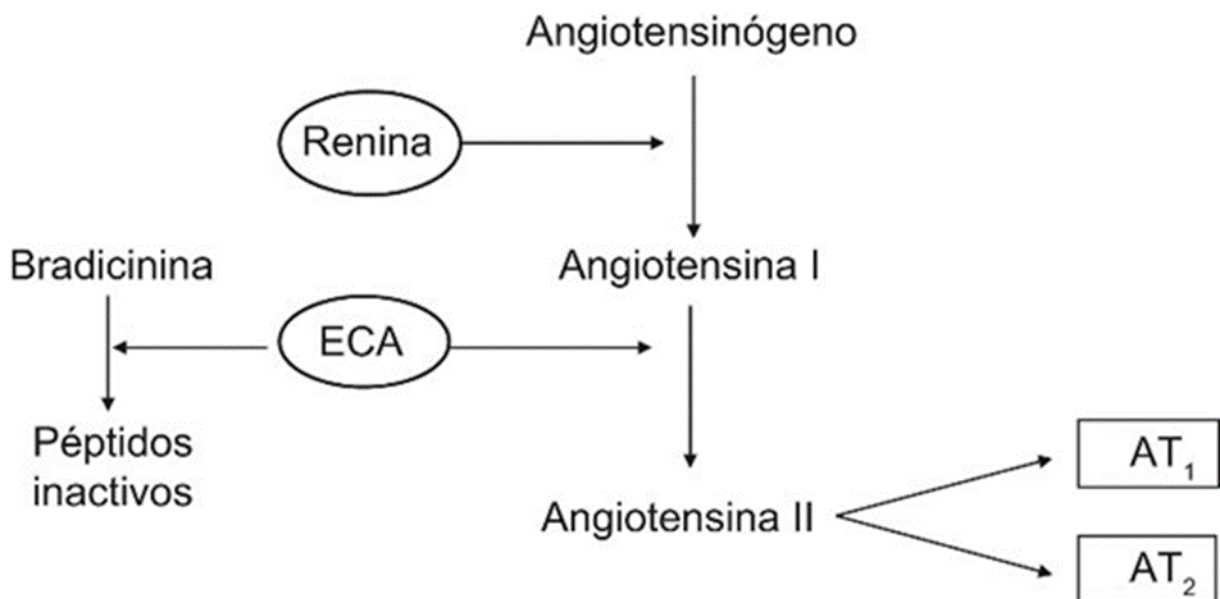 Angiotensinógeno
Renina
Bradicinina
Angiotensina I
ECA
Péptidos
inactivos
Angiotensina II
AT₁
AT₂